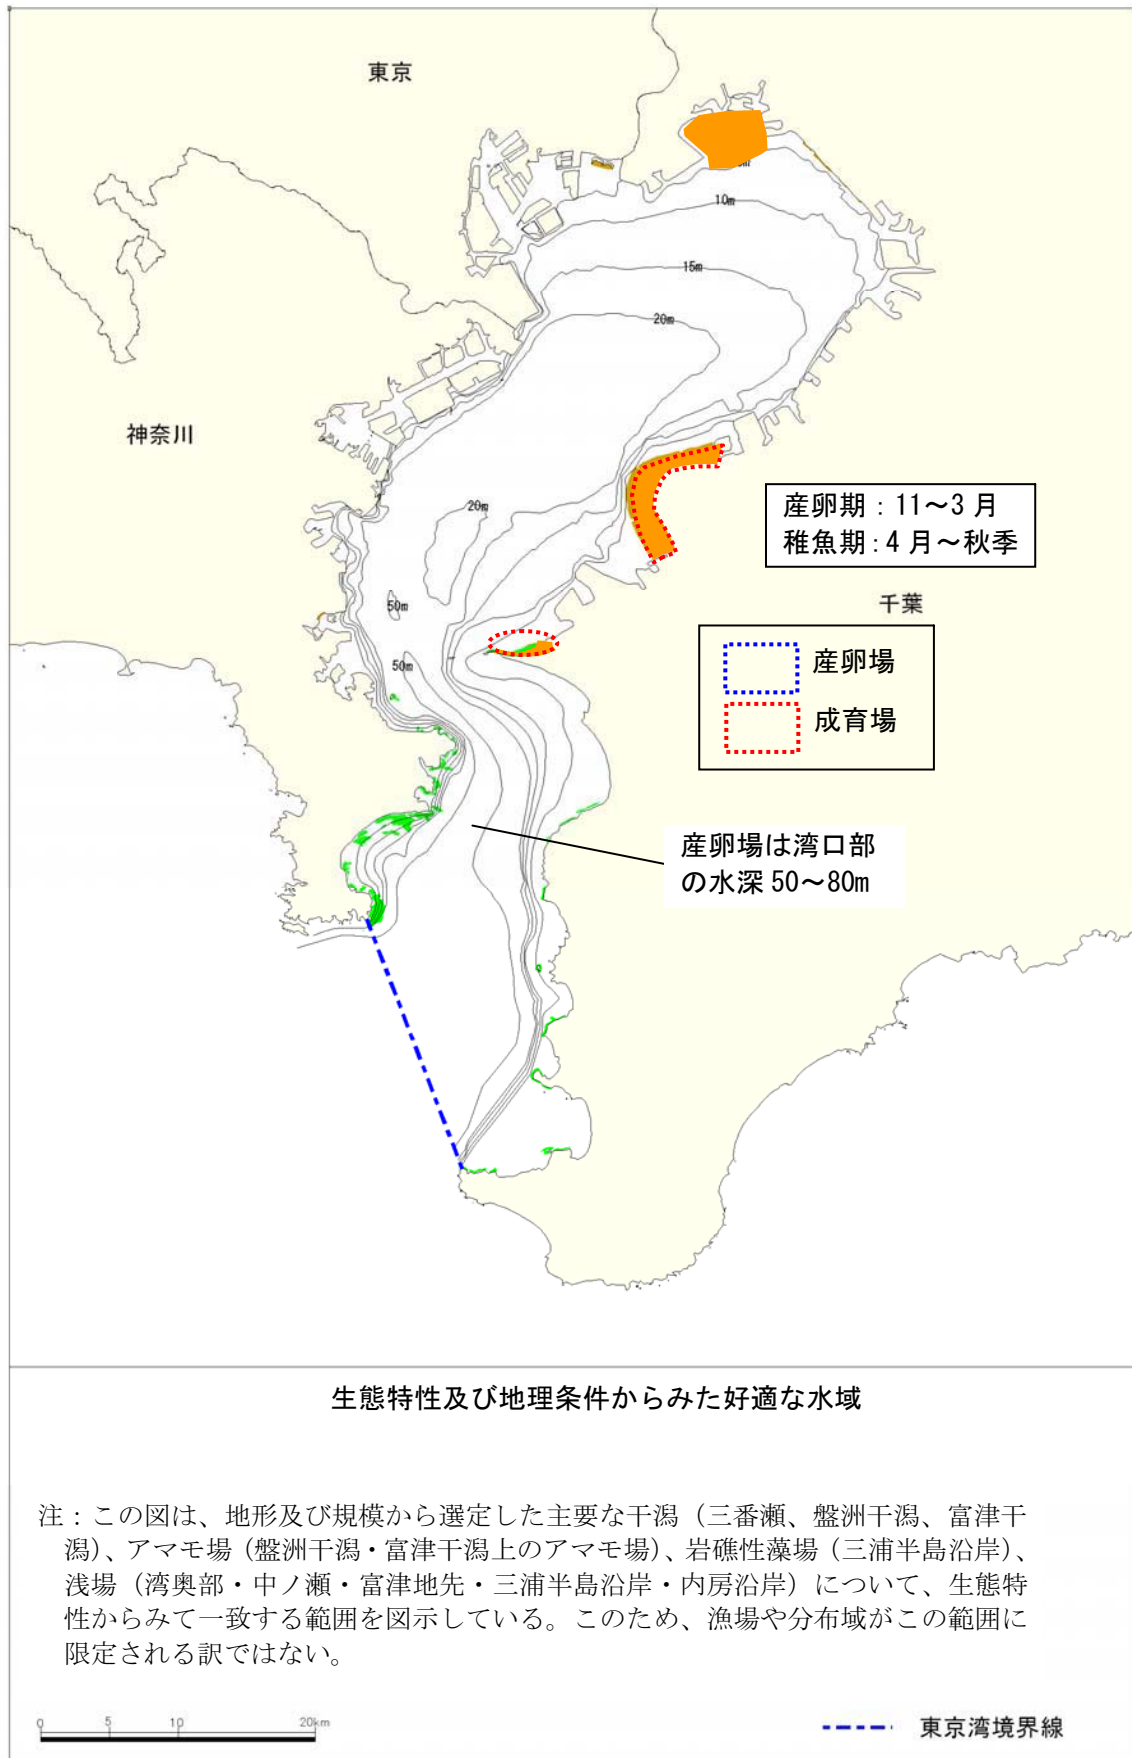 東京
10m
15m
20m
神奈川
20m
産卵期：11～3 月
稚魚期：4 月～秋季
千葉
50m
50m
産卵場
成育場
産卵場は湾口部
の水深 50～80m
生態特性及び地理条件からみた好適な水域
注：この図は、地形及び規模から選定した主要な干潟（三番瀬、盤洲干潟、富津干
潟）、アマモ場（盤洲干潟・富津干潟上のアマモ場）、岩礁性藻場（三浦半島沿岸）、
浅場（湾奥部・中ノ瀬・富津地先・三浦半島沿岸・内房沿岸）について、生態特
性からみて一致する範囲を図示している。このため、漁場や分布域がこの範囲に
限定される訳ではない。
0 5 10 20km
東京湾境界線